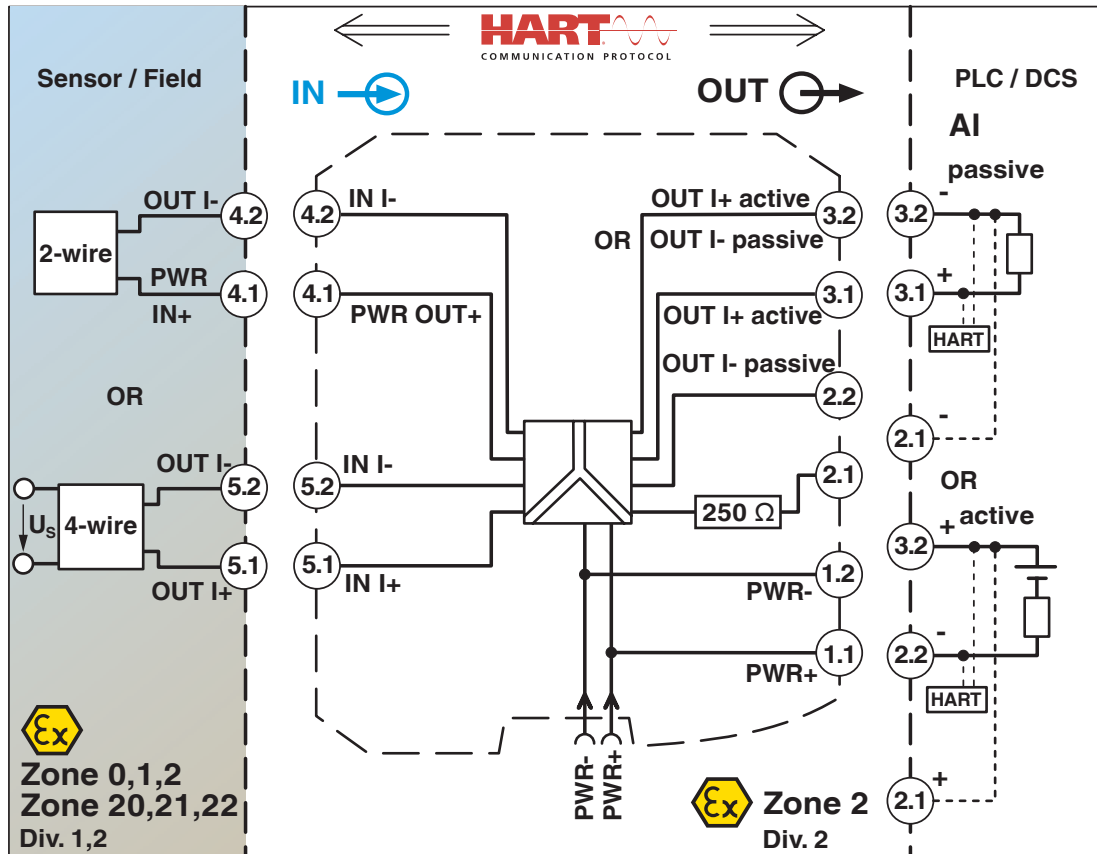 HART
COMMUNICATION PROTOCOL
Sensor / Field
IN
OUT
PLC / DCS
AI
passive
2-wire
OUT I-
4.2
PWR
IN+
4.1
OR
Us
4-wire
OUT I-
5.2
OUT I+
5.1
4.2
IN I-
4.1
PWR OUT+
5.2
IN I-
5.1
IN I+
OUT I+ active
OR
OUT I- passive
3.2
3.1
OUT I+ active
OUT I- passive
2.2
2.1
250 Ω
1.2
PWR-
1.1
PWR+
PWR-
PWR+
-
3.2
+
3.1
HART
-
2.1
OR
active
+
3.2
-
2.2
HART
+
2.1
Ex
Zone 0,1,2
Zone 20,21,22
Div. 1,2
Ex
Zone 2
Div. 2